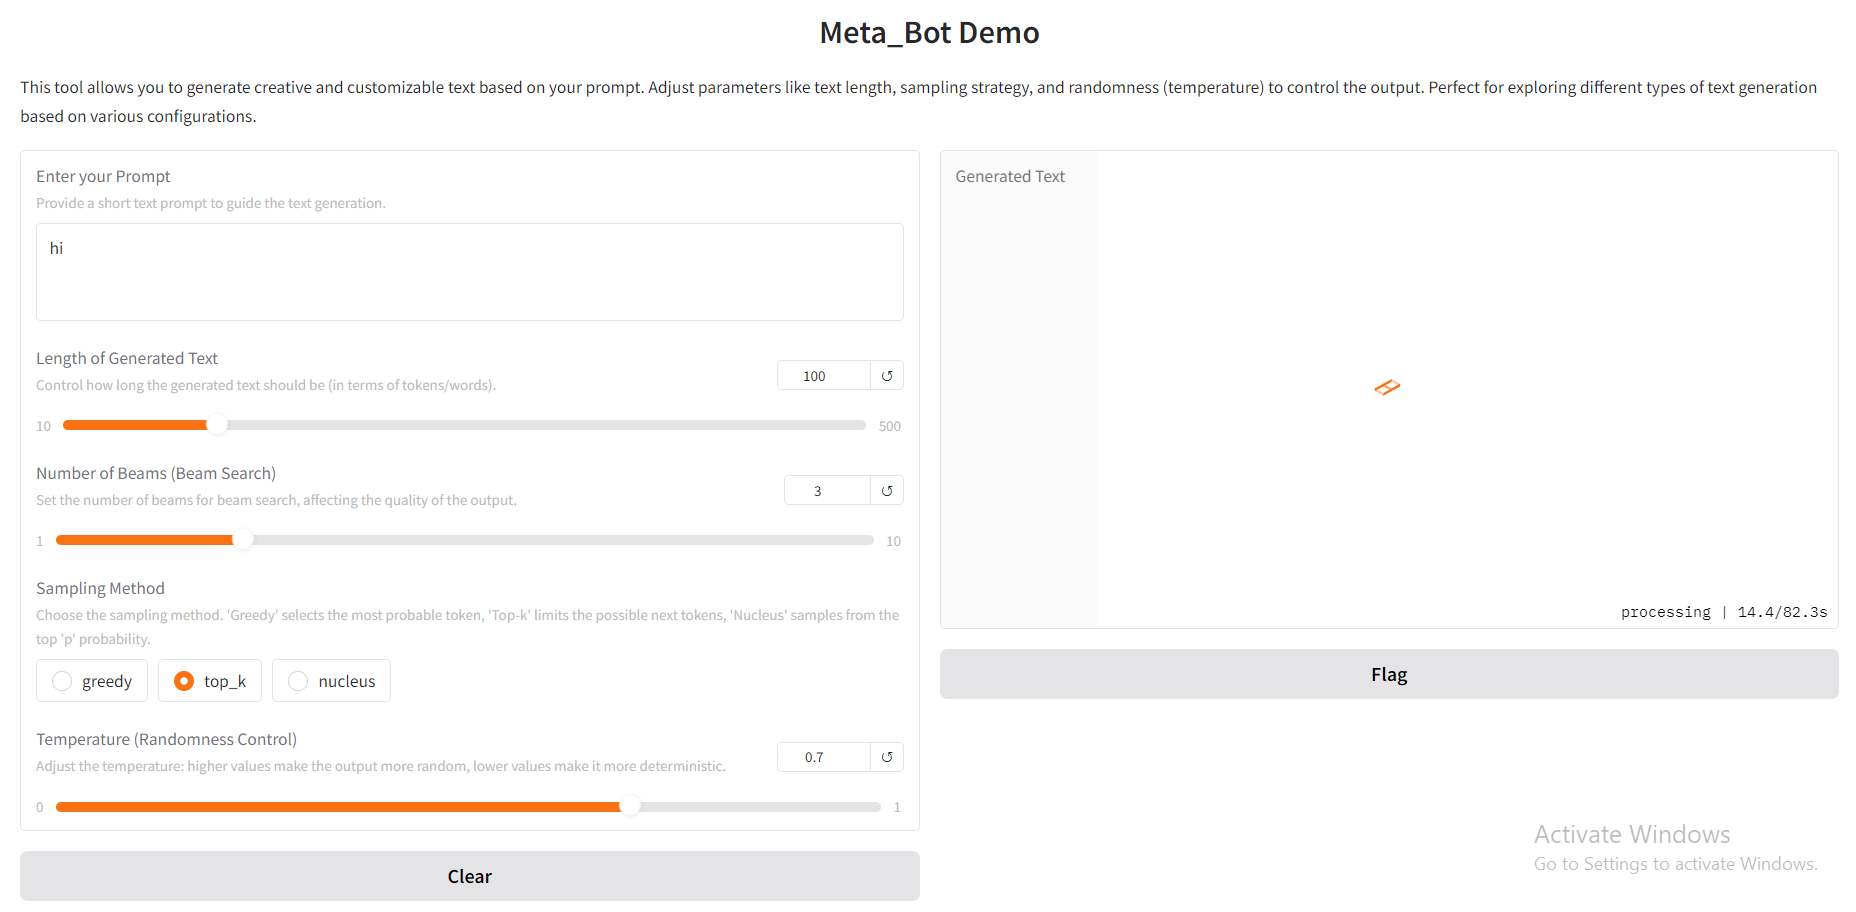 Meta_Bot Demo
This tool allows you to generate creative and customizable text based on your prompt. Adjust parameters like text length, sampling strategy, and randomness (temperature) to control the output. Perfect for exploring different types of text generation
based on various configurations.
Enter your Prompt
Provide a short text prompt to guide the text generation.
hi
Length of Generated Text
Control how long the generated text should be (in terms of tokens/words).
100
10
500
Number of Beams (Beam Search)
Set the number of beams for beam search, affecting the quality of the output.
3
1
10
Sampling Method
Choose the sampling method. 'Greedy' selects the most probable token, 'Top-k' limits the possible next tokens, 'Nucleus' samples from the
top 'p' probability.
greedy
top_k
nucleus
Temperature (Randomness Control)
Adjust the temperature: higher values make the output more random, lower values make it more deterministic.
0.7
0
1
Clear
Generated Text
processing | 14.4/82.3s
Flag
Activate Windows
Go to Settings to activate Windows.